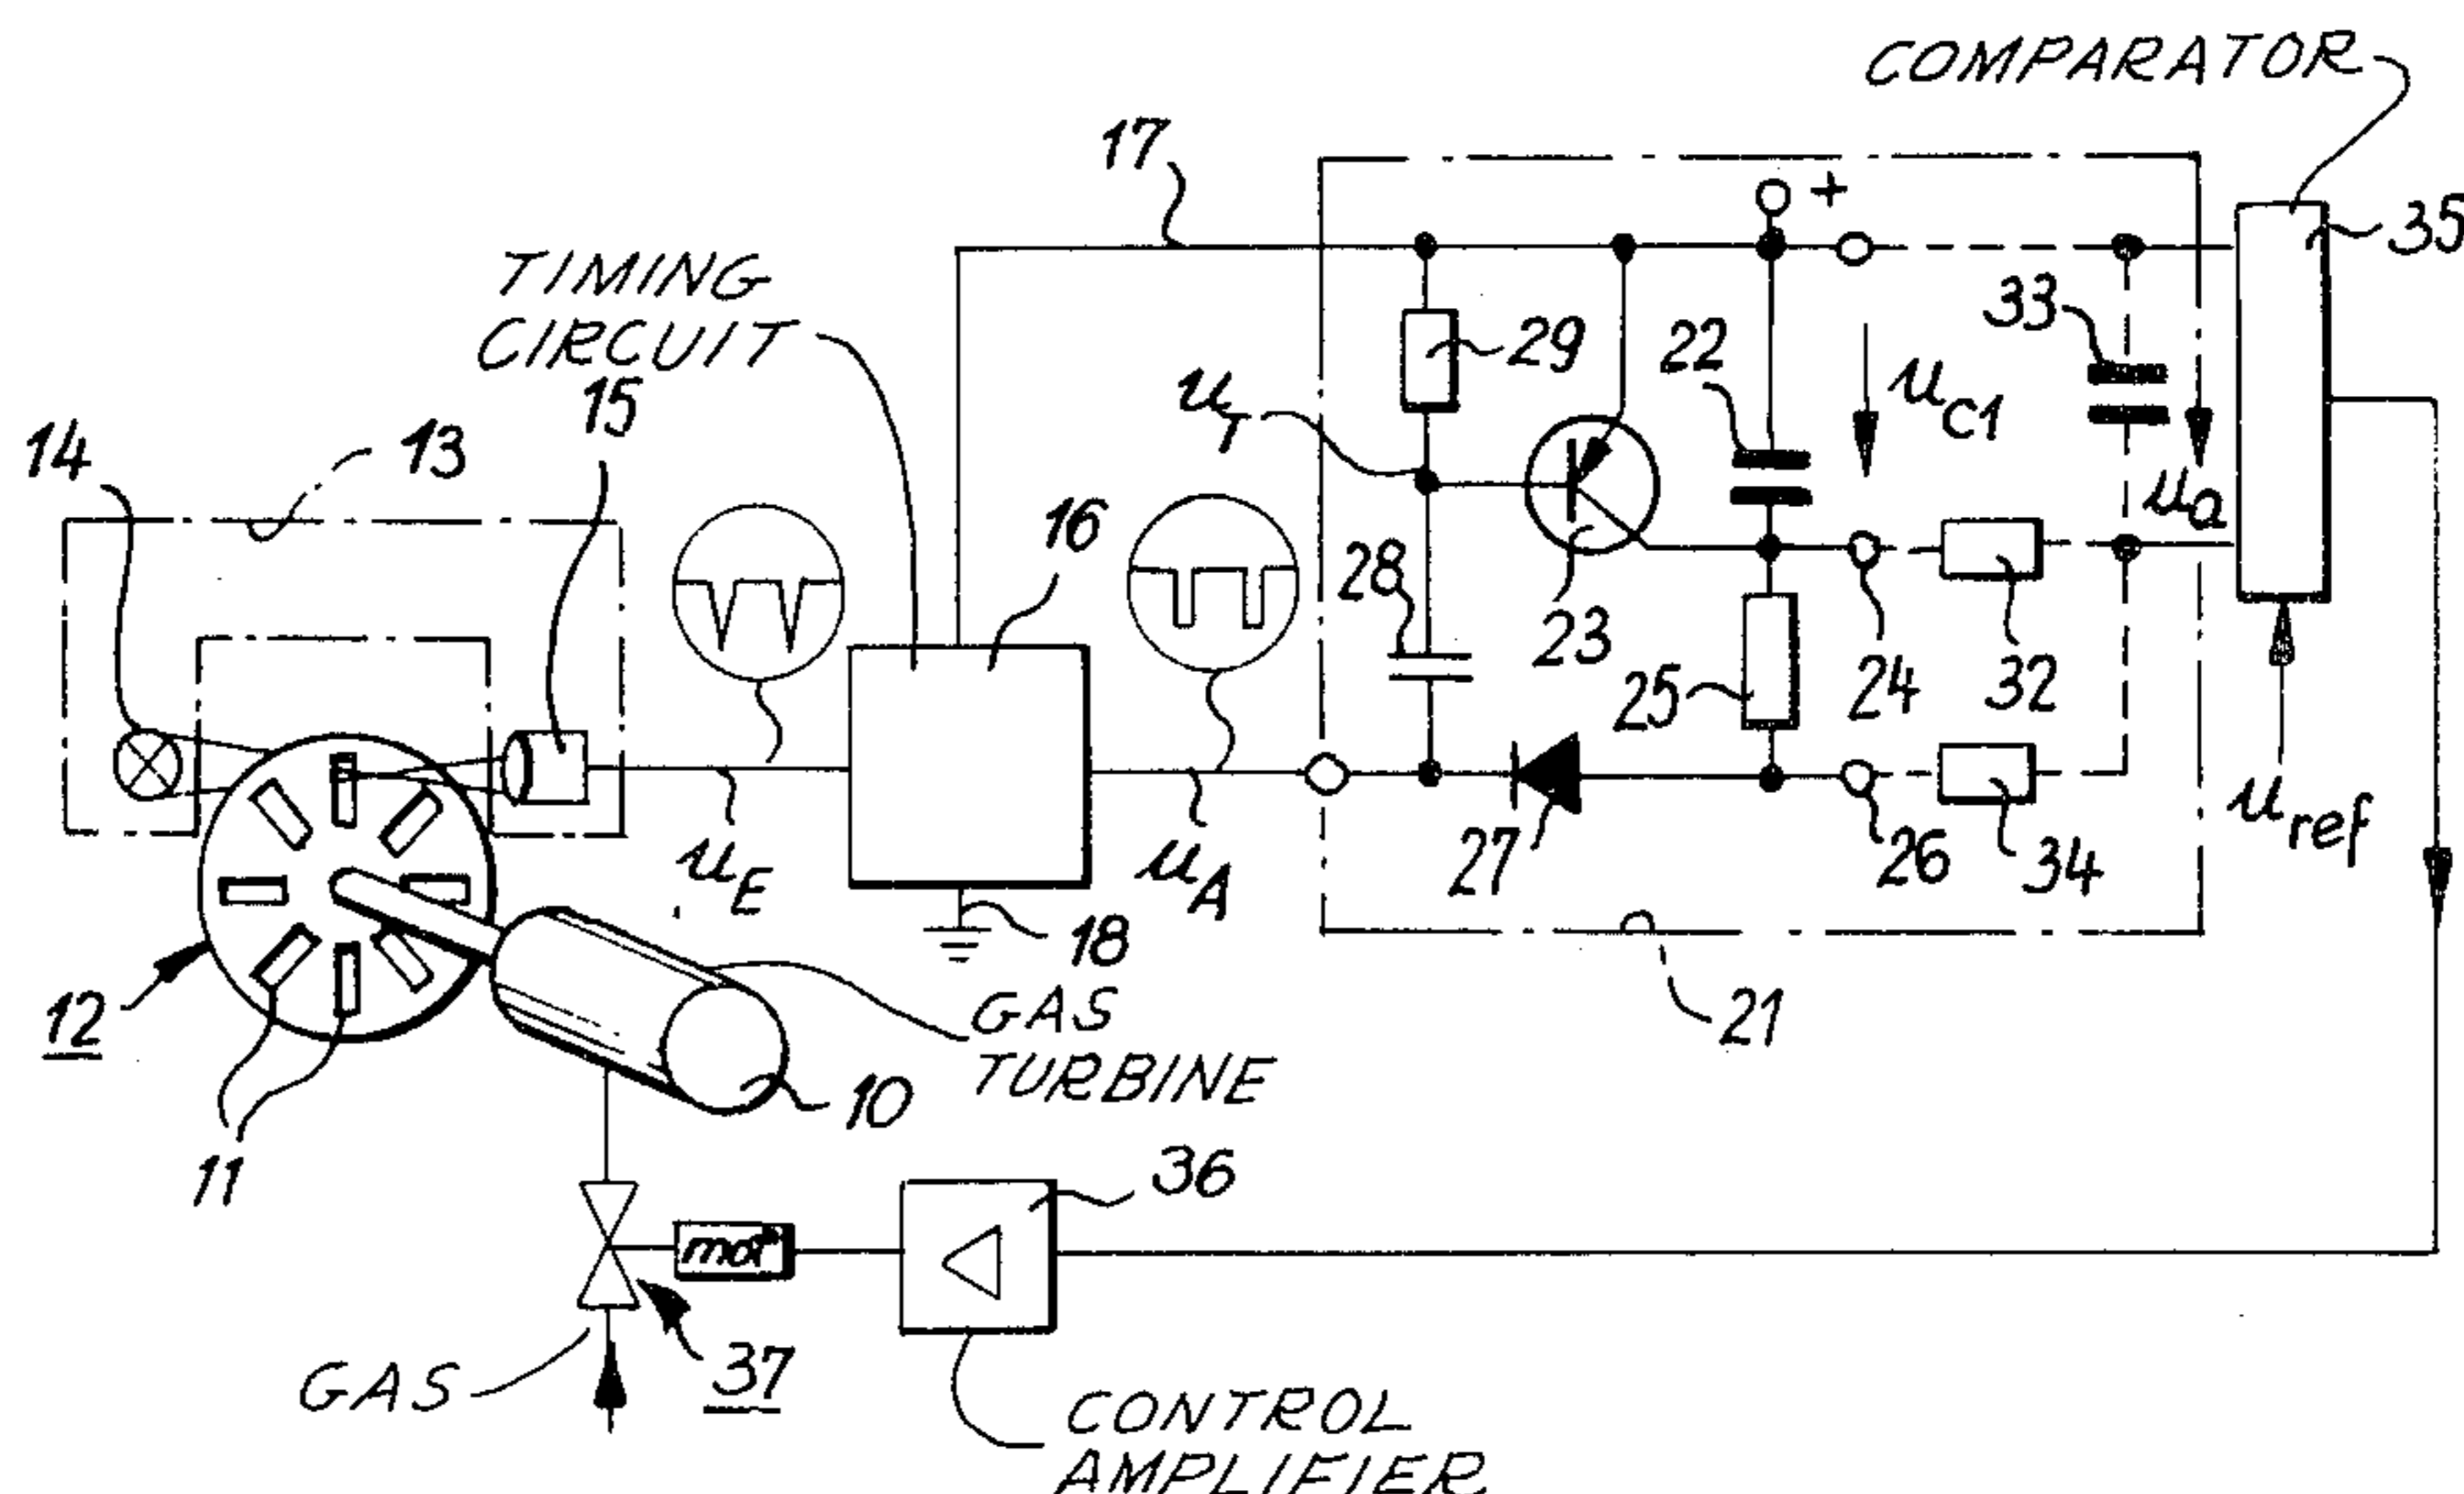 COMPARATOR
17
+
35
TIMING
CIRCUIT
33
29
22
u_C1
u_T
15
14
13
16
28
u_a
23
25
24
32
u_E
u_A
27
26
34
u_ref
18
12
21
GAS
TURBINE
10
11
36
mot
37
GAS
CONTROL
AMPLIFIER